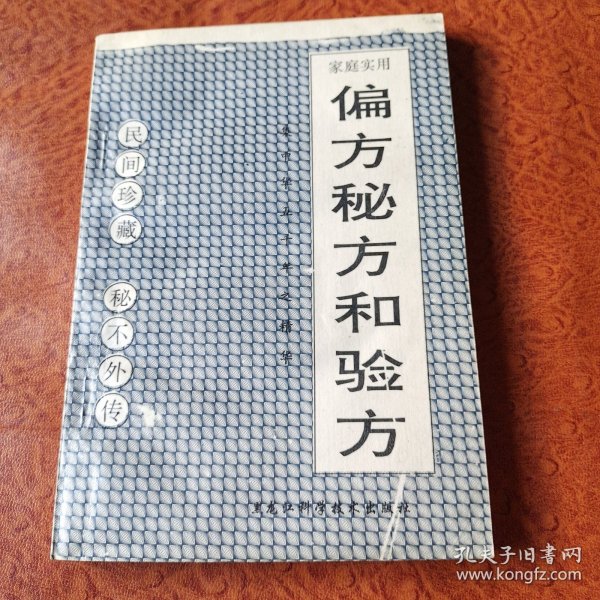 家庭实用
偏方秘方和验方
集中华五千年之精华
民间珍藏 秘不外传
黑龙江科学技术出版社
孔夫子旧书网
www.kongfz.com